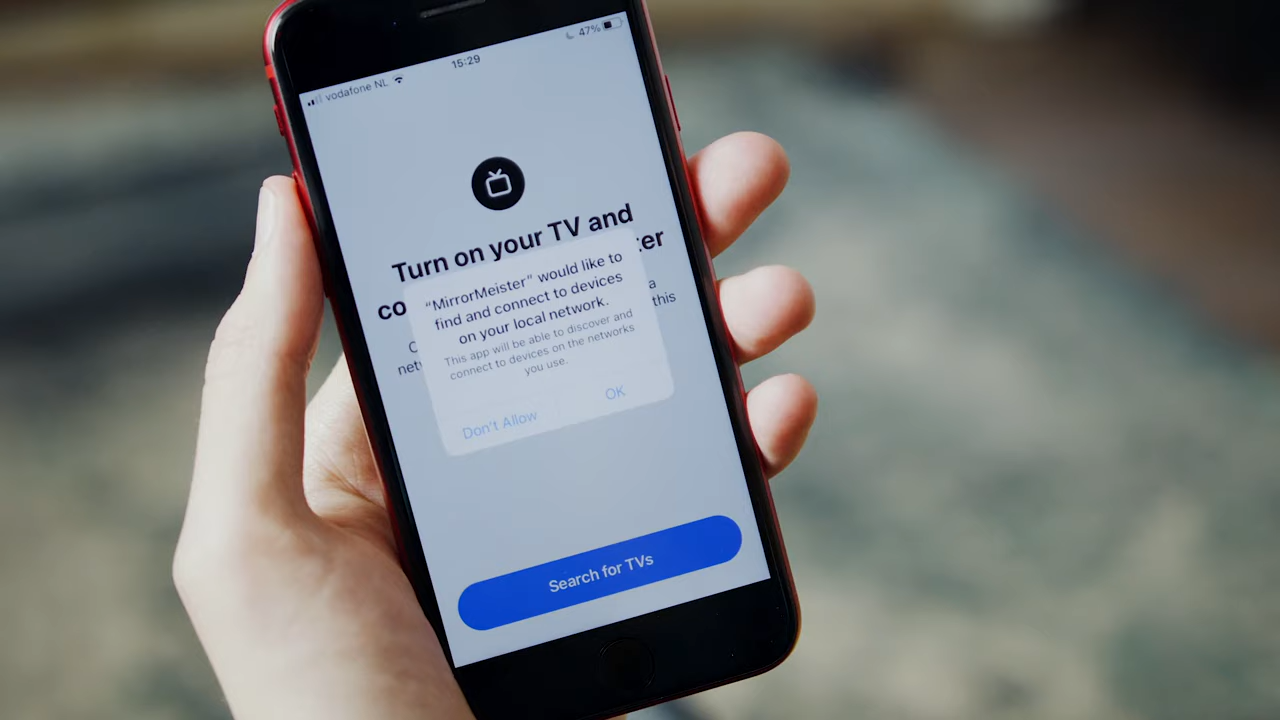 vodafone NL
15:29
47%
Turn on your TV and
co ter
"MirrorMeister" would like to
find and connect to devices
on your local network.
This app will be able to discover and
connect to devices on the networks
you use.
a
this
Don't Allow
OK
Search for TVs